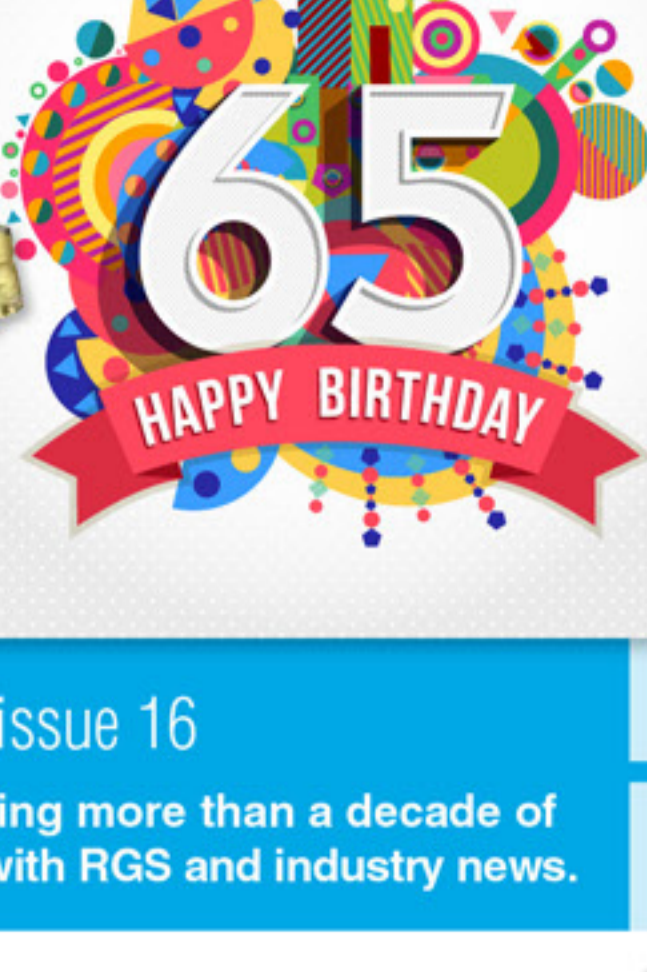 65
HAPPY BIRTHDAY
issue 16
ing more than a decade of
with RGS and industry news.